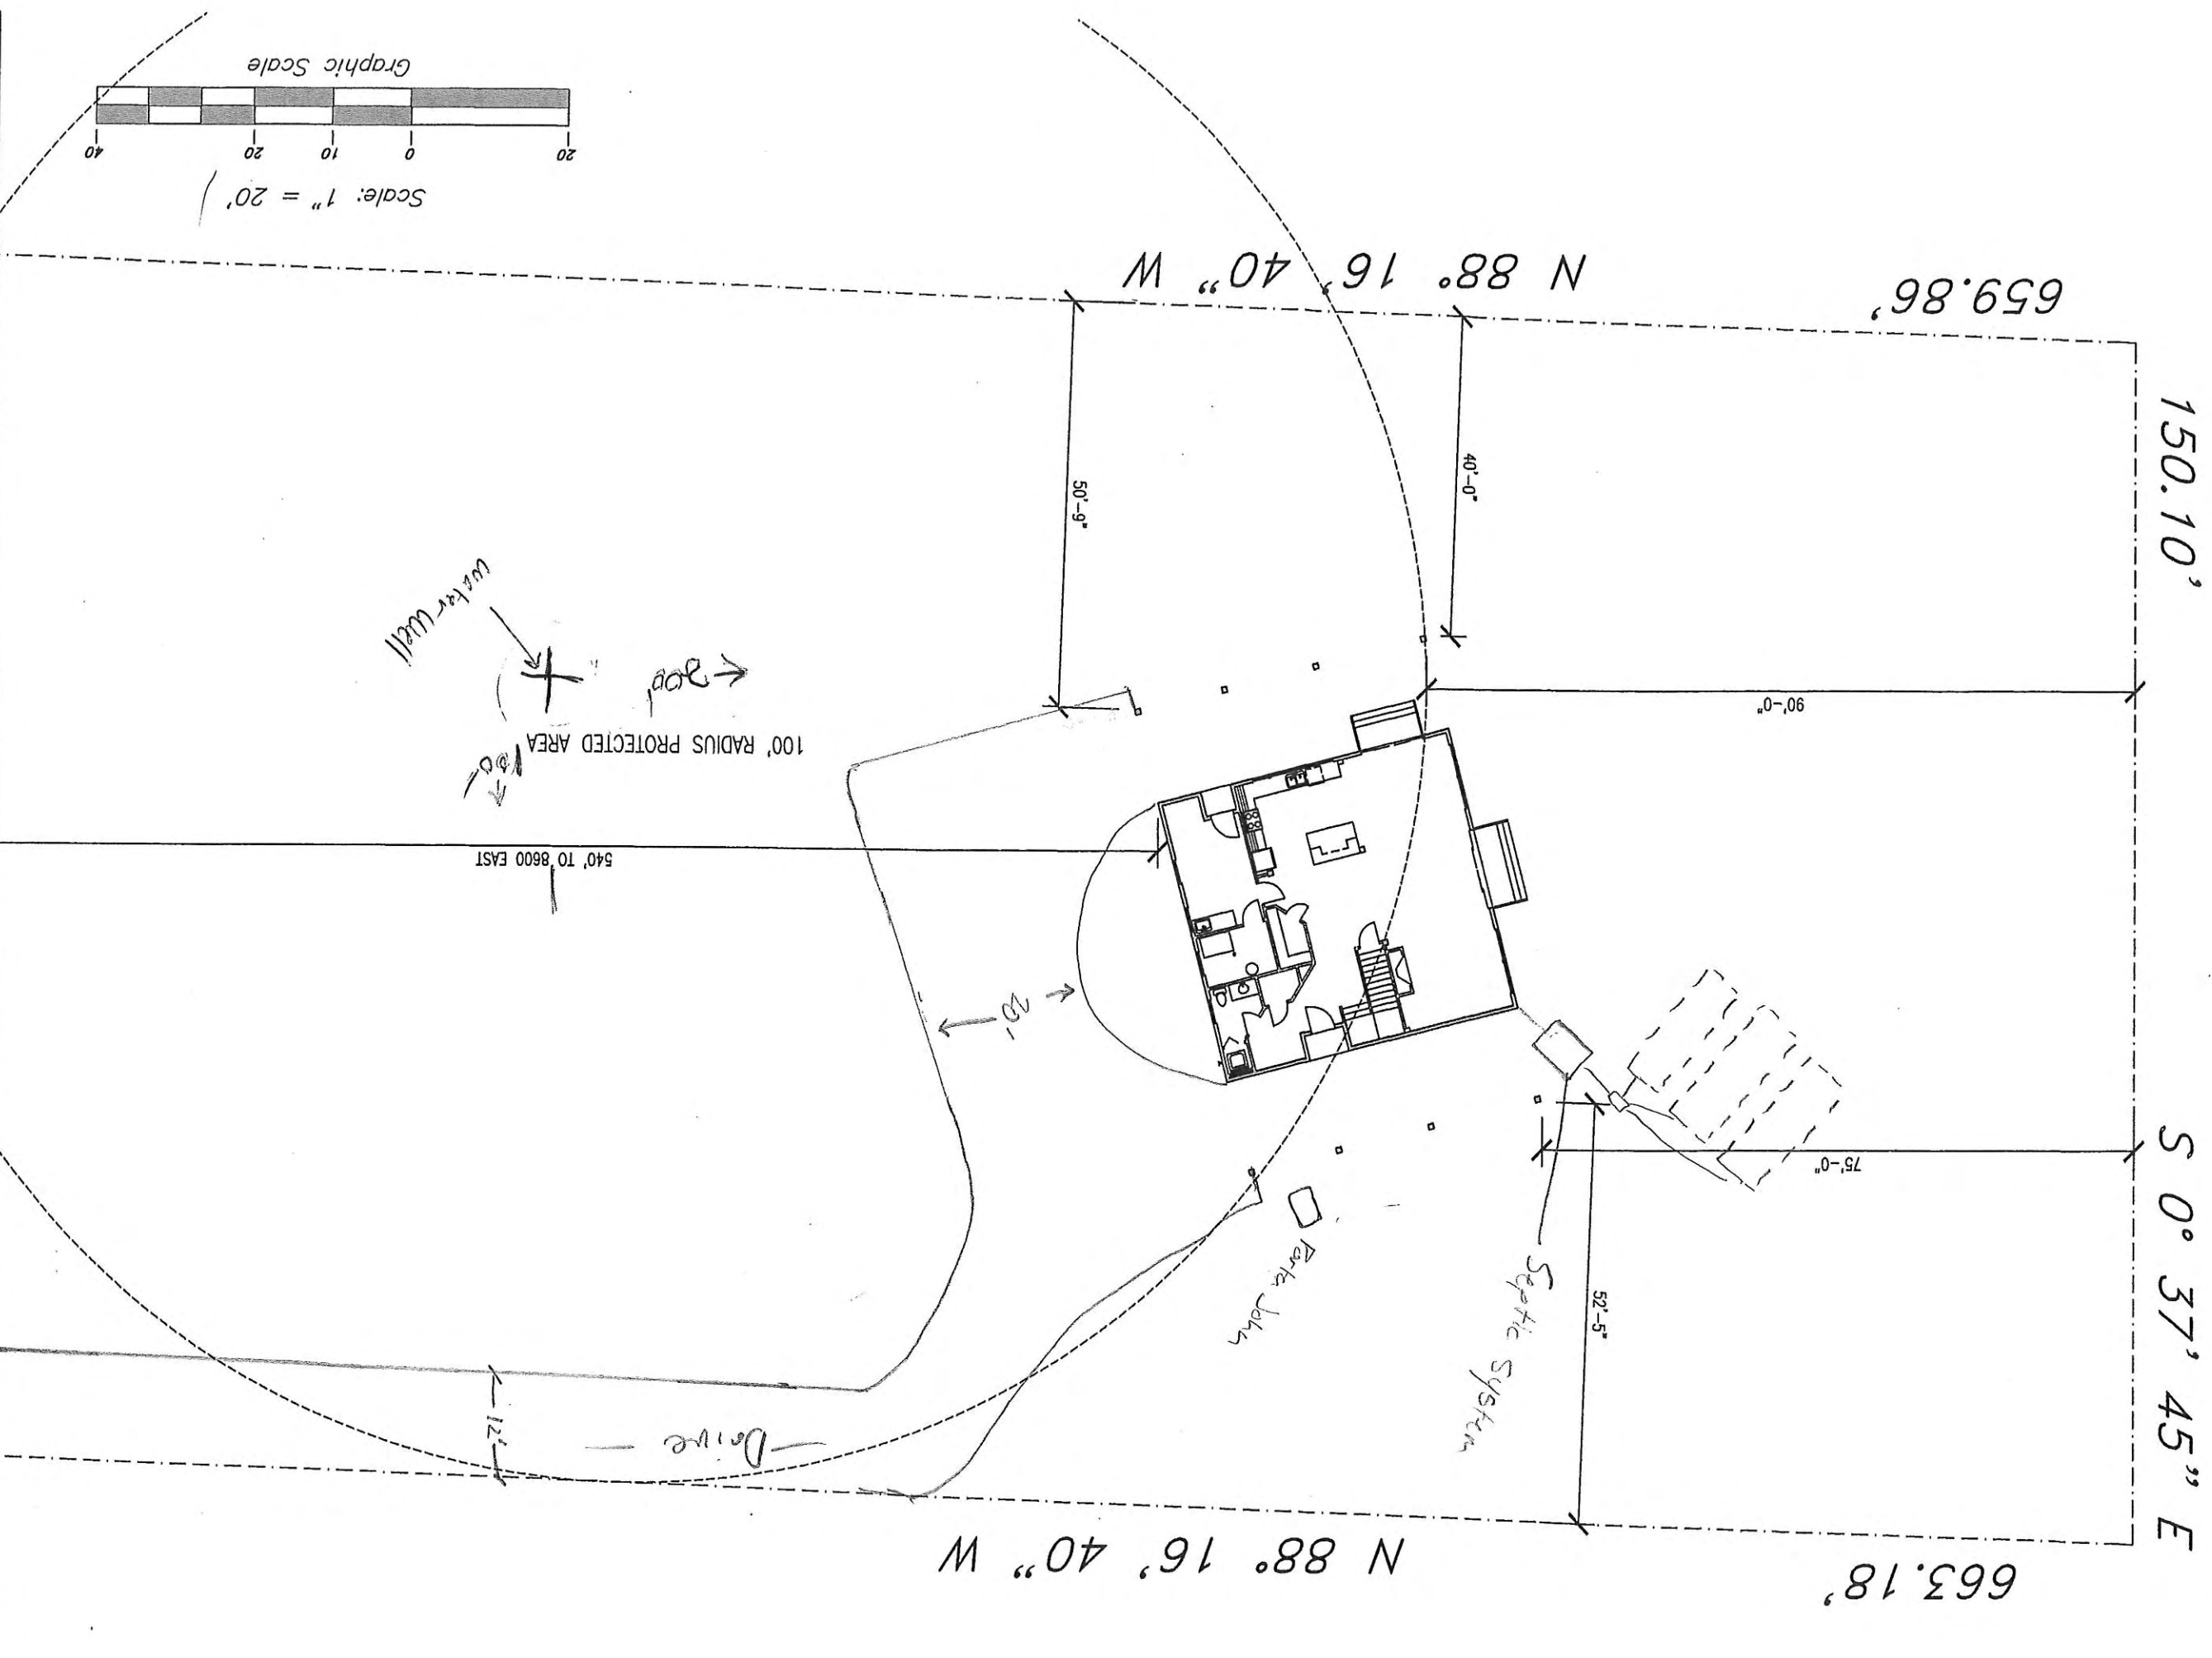 663.18'
N 88° 16' 40" W
S 0° 37' 45" E
150.10'
Drive
12'
52'-5"
Septic System
Porta John
75'-0"
20'
540' TO 8600 EAST
100' RADIUS PROTECTED AREA
100'
200'
Water Well
90'-0"
50'-9"
40'-0"
659.86'
N 88° 16' 40" W
Scale: 1" = 20'
20 0 10 20 40
Graphic Scale